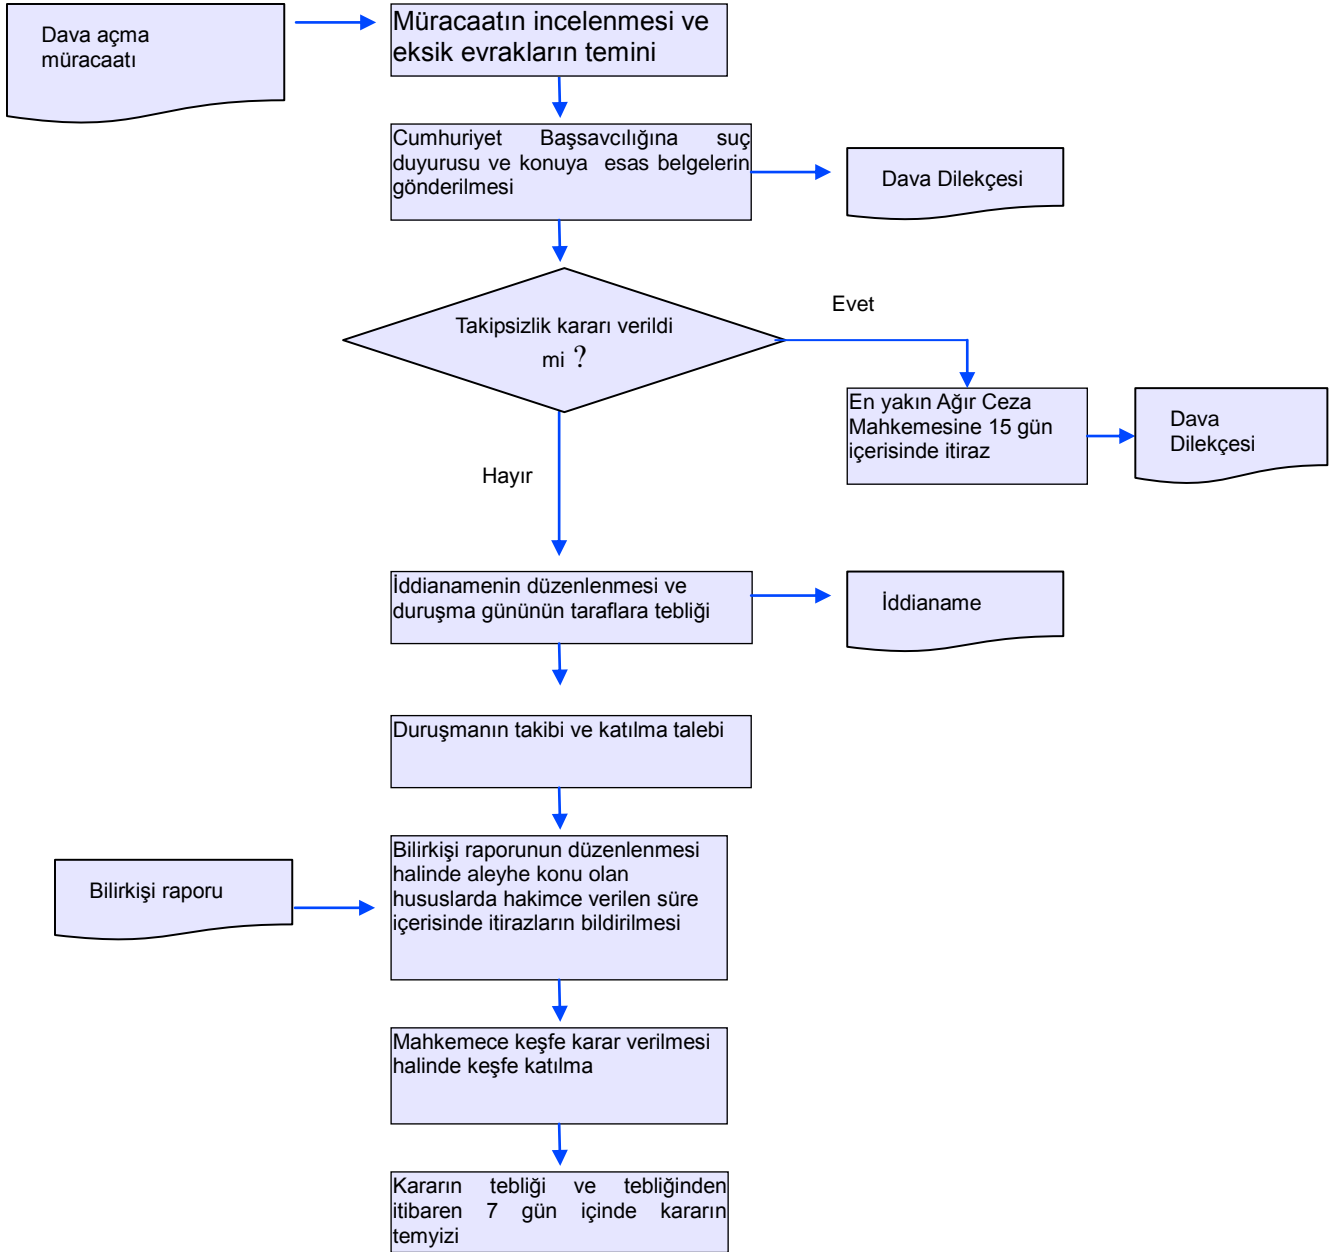 Dava açma
müracaatı
Müracaatın incelenmesi ve
eksik evrakların temini
Cumhuriyet Başsavcılığına suç
duyurusu ve konuya esas belgelerin
gönderilmesi
Dava Dilekçesi
Takipsizlik kararı verildi
mi ?
Evet
En yakın Ağır Ceza
Mahkemesine 15 gün
içerisinde itiraz
Dava
Dilekçesi
Hayır
İddianamenin düzenlenmesi ve
duruşma gününün taraflara tebliği
İddianame
Duruşmanın takibi ve katılma talebi
Bilirkişi raporu
Bilirkişi raporunun düzenlenmesi
halinde aleyhe konu olan
hususlarda hakimce verilen süre
içerisinde itirazların bildirilmesi
Mahkemece keşfe karar verilmesi
halinde keşfe katılma
Kararın tebliği ve tebliğinden
itibaren 7 gün içinde kararın
temyizi